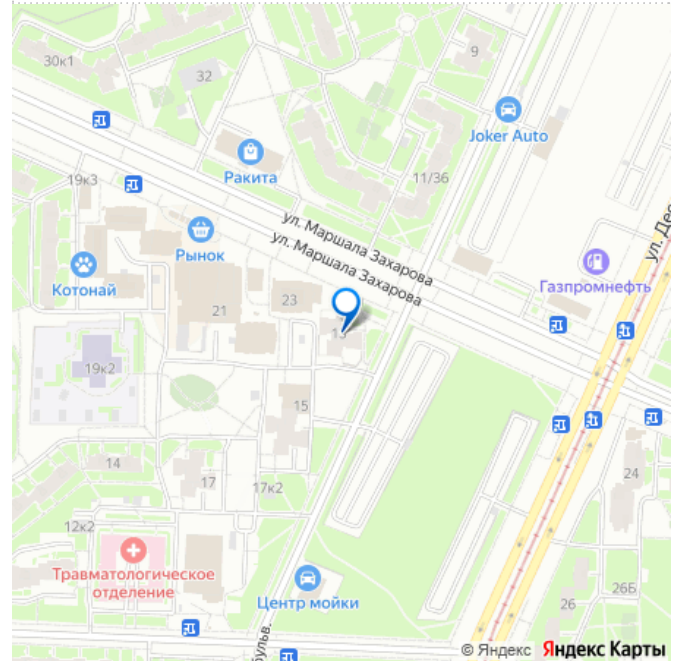 30к1
32
9
Joker Auto
Ракита
11/36
19к3
ул. Маршала Захарова
ул. Маршала Захарова
Рынок
ул. Дес
Котонай
Газпромнефть
23
21
13
19к2
15
14
17
17к2
24
12к2
Травматологическое
отделение
Центр мойки
26Б
26
бульв.
© Яндекс Яндекс Карты